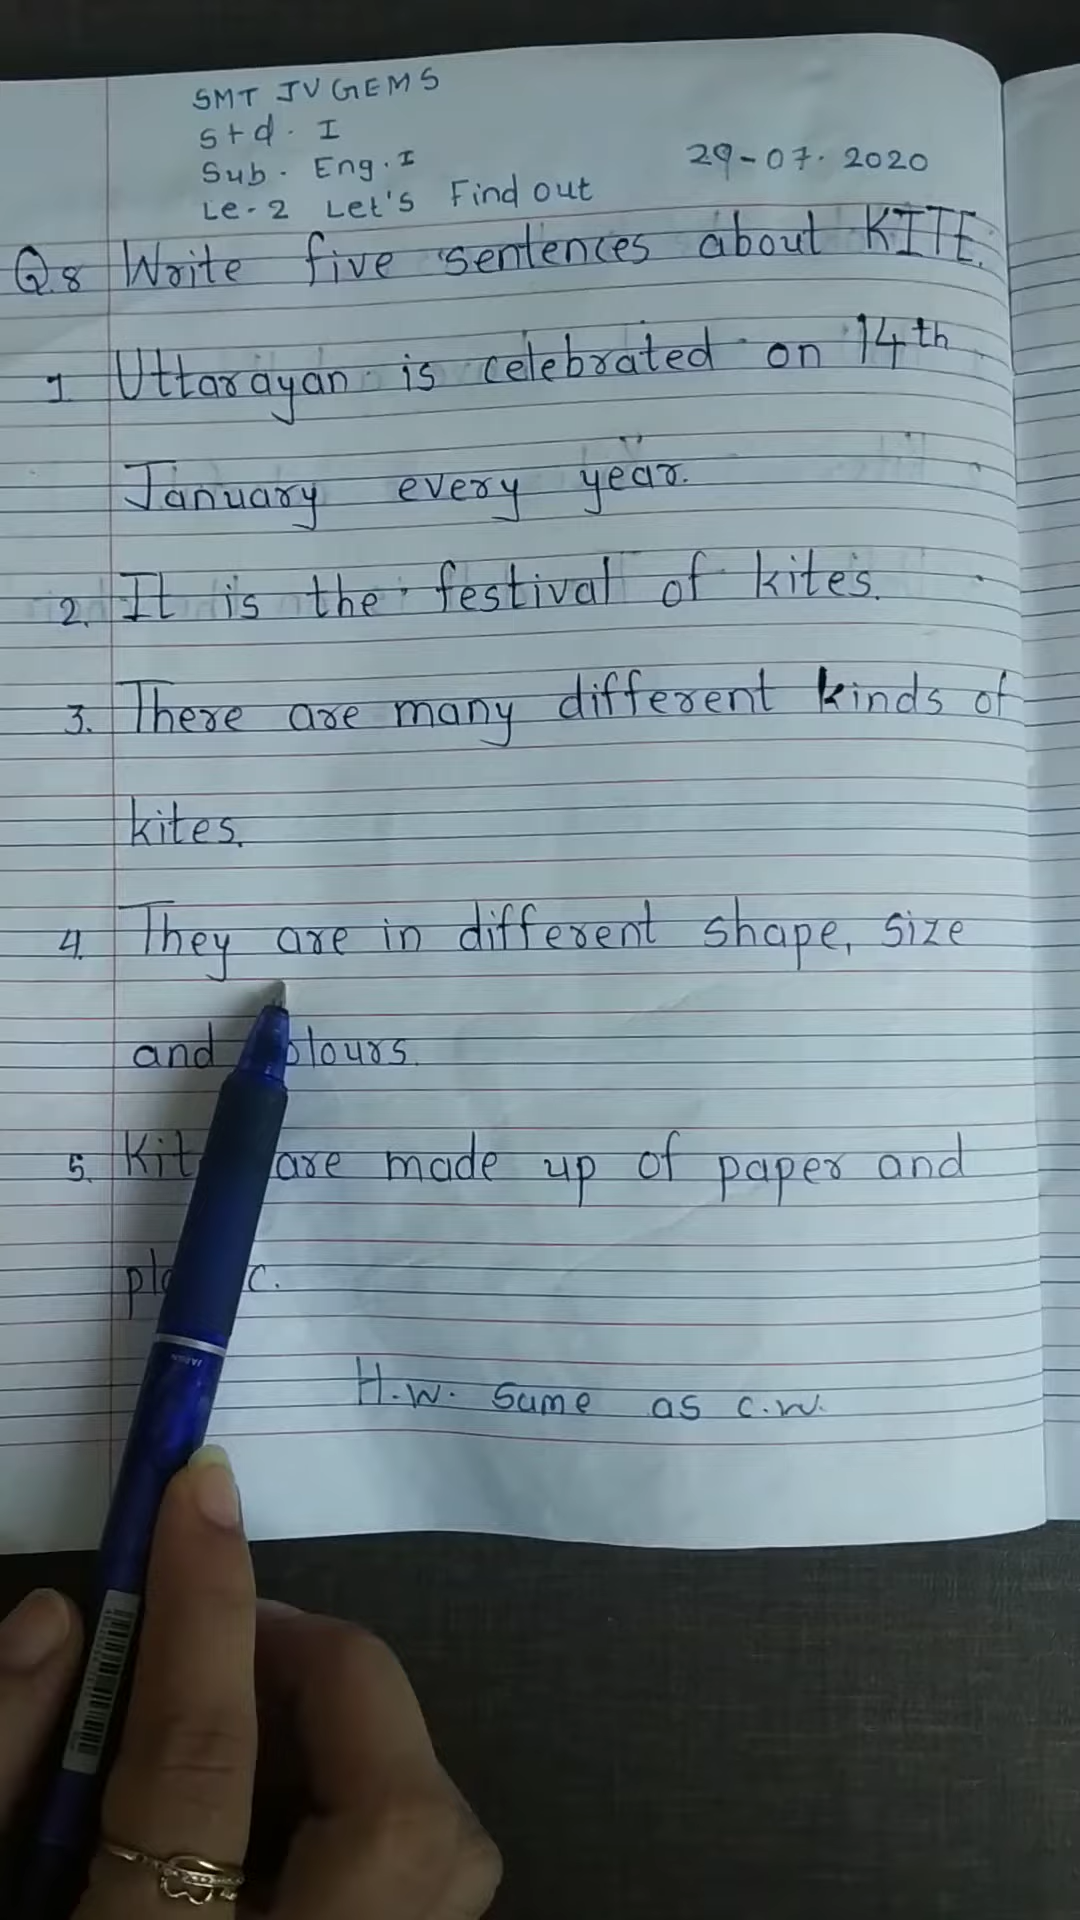 SMT JV GEMS
Std. I
Sub. Eng. I
29-07. 2020
Le-2 Let's Find out
Q.8 Write five sentences about KITE.
1 Uttarayan is celebrated on 14th
January every year.
2. It is the festival of kites.
3. There are many different kinds of
kites.
4. They are in different shape, size
and
5. are made up of paper and
H.W. Same as C.W.